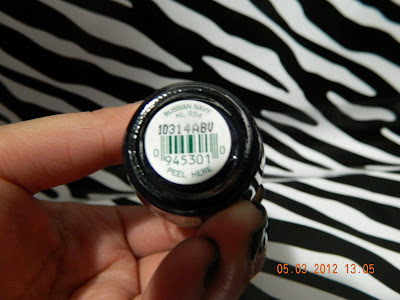 RUSSIAN NAVY
NL R54
10314ABV
0 945301 0
PEEL HERE
05.03.2012 13:05